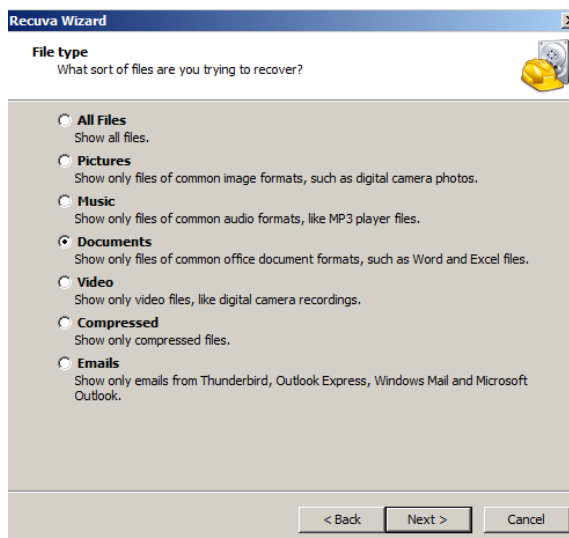 Recuva Wizard
File type
What sort of files are you trying to recover?
All Files
Show all files.
Pictures
Show only files of common image formats, such as digital camera photos.
Music
Show only files of common audio formats, like MP3 player files.
Documents
Show only files of common office document formats, such as Word and Excel files.
Video
Show only video files, like digital camera recordings.
Compressed
Show only compressed files.
Emails
Show only emails from Thunderbird, Outlook Express, Windows Mail and Microsoft
Outlook.
< Back Next > Cancel